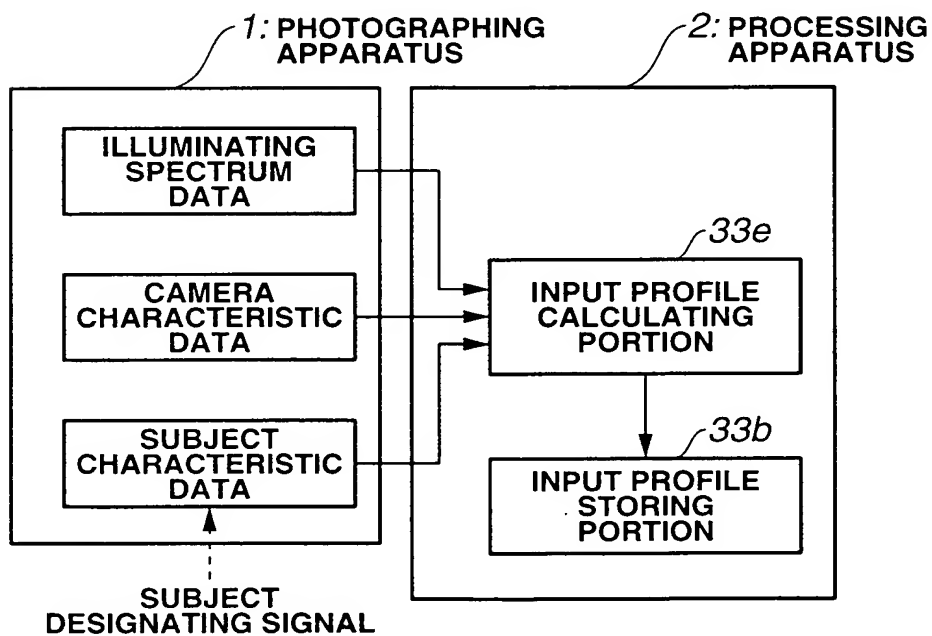 1: PHOTOGRAPHING
APPARATUS
2: PROCESSING
APPARATUS
ILLUMINATING
SPECTRUM
DATA
CAMERA
CHARACTERISTIC
DATA
SUBJECT
CHARACTERISTIC
DATA
SUBJECT
DESIGNATING SIGNAL
33e
INPUT PROFILE
CALCULATING
PORTION
33b
INPUT PROFILE
STORING
PORTION